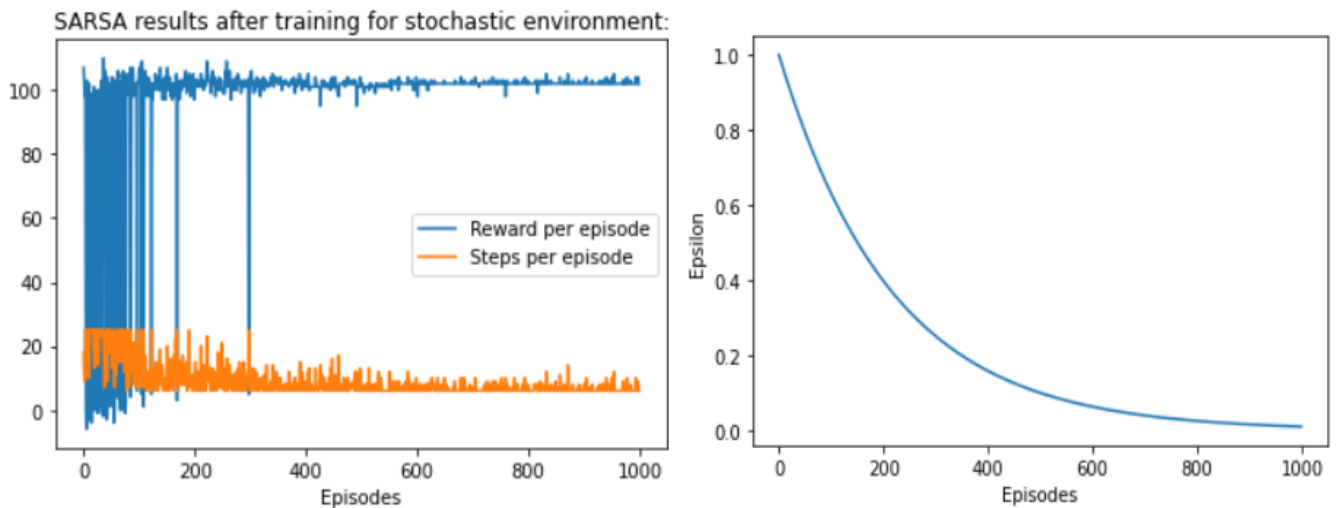 SARSA results after training for stochastic environment:
100
80
60
40
20
0
Reward per episode
Steps per episode
0 200 400 600 800 1000
Episodes
1.0
0.8
0.6
0.4
0.2
0.0
Epsilon
0 200 400 600 800 1000
Episodes